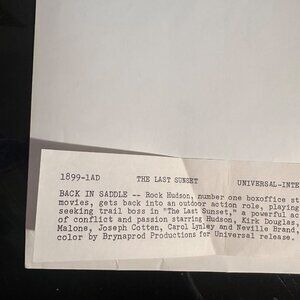 1899-1AD THE LAST SUNSET UNIVERSAL-INTE
BACK IN SADDLE -- Rock Hudson, number one boxoffice st
movies, gets back into an outdoor action role, playing
seeking trail boss in "The Last Sunset," a powerful ac
of conflict and passion starring Hudson, Kirk Douglas,
Malone, Joseph Cotten, Carol Lynley and Neville Brand,
color by Brynaprod Productions for Universal release.